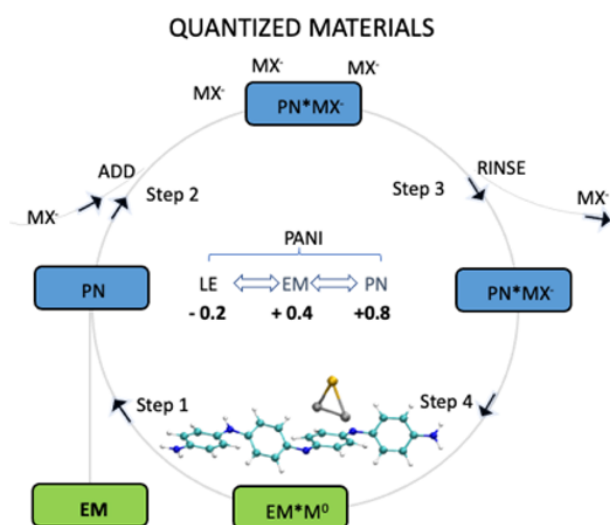 QUANTIZED MATERIALS
MX⁻ MX⁻
MX⁻
PN*MX⁻
ADD
RINSE
Step 2
Step 3
MX⁻
MX⁻
PANI
PN
LE EM PN
PN*MX⁻
- 0.2 + 0.4 +0.8
Step 1
Step 4
EM
EM*M⁰